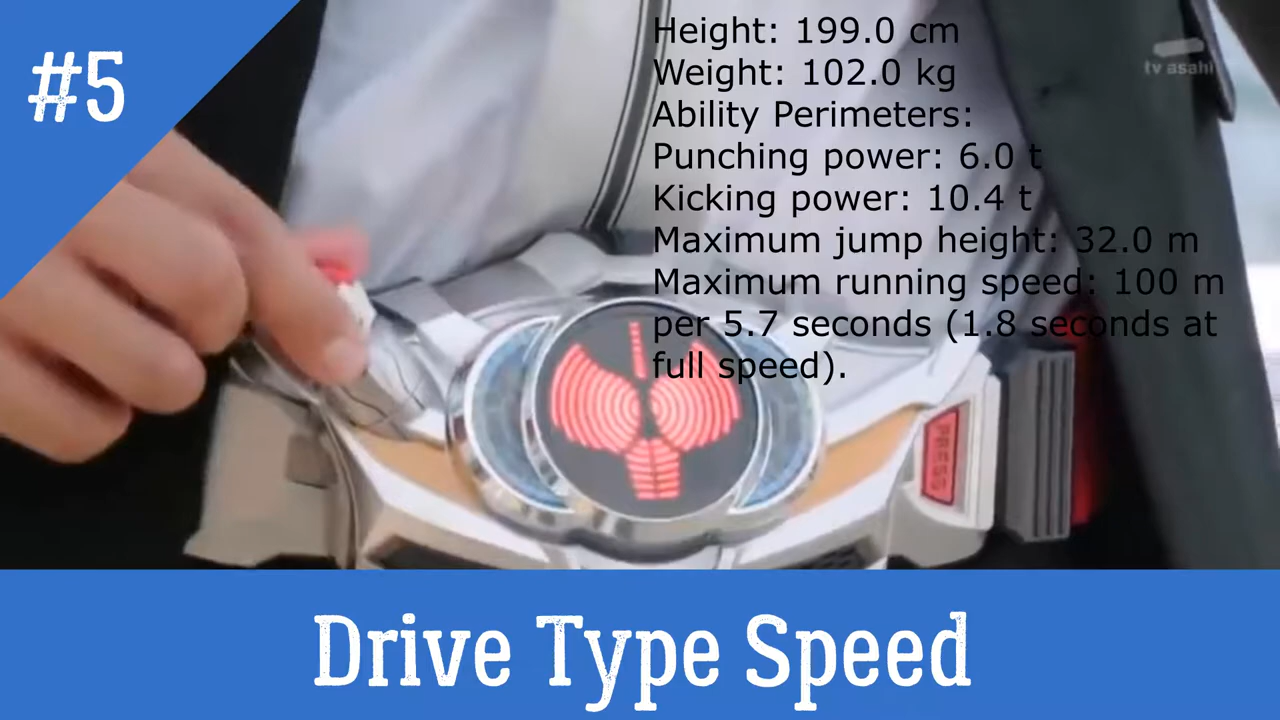 #5
Height: 199.0 cm
Weight: 102.0 kg
tv asahi
Ability Perimeters:
Punching power: 6.0 t
Kicking power: 10.4 t
Maximum jump height: 32.0 m
Maximum running speed: 100 m
per 5.7 seconds (1.8 seconds at
full speed).
PRESS
Drive Type Speed